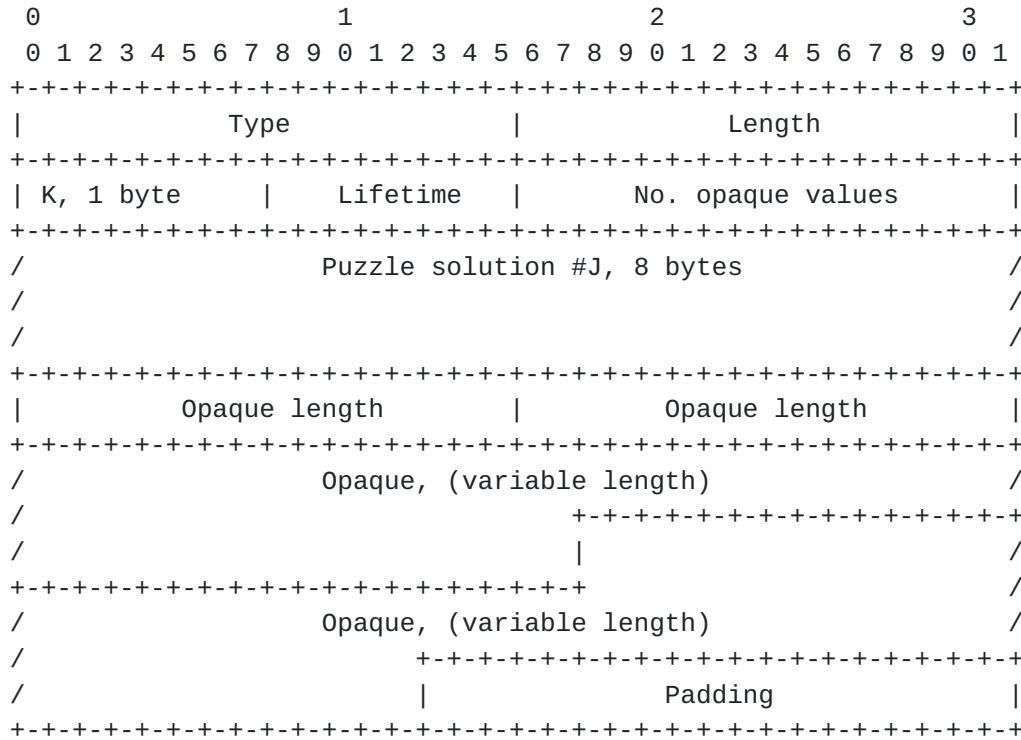 0                   1                   2                   3
 0 1 2 3 4 5 6 7 8 9 0 1 2 3 4 5 6 7 8 9 0 1 2 3 4 5 6 7 8 9 0 1
+-+-+-+-+-+-+-+-+-+-+-+-+-+-+-+-+-+-+-+-+-+-+-+-+-+-+-+-+-+-+-+-+
|             Type              |             Length            |
+-+-+-+-+-+-+-+-+-+-+-+-+-+-+-+-+-+-+-+-+-+-+-+-+-+-+-+-+-+-+-+-+
| K, 1 byte     |    Lifetime   |       No. opaque values       |
+-+-+-+-+-+-+-+-+-+-+-+-+-+-+-+-+-+-+-+-+-+-+-+-+-+-+-+-+-+-+-+-+
/                   Puzzle solution #J, 8 bytes                 /
/                                                               /
/                                                               /
+-+-+-+-+-+-+-+-+-+-+-+-+-+-+-+-+-+-+-+-+-+-+-+-+-+-+-+-+-+-+-+-+
|          Opaque length        |         Opaque length         |
+-+-+-+-+-+-+-+-+-+-+-+-+-+-+-+-+-+-+-+-+-+-+-+-+-+-+-+-+-+-+-+-+
/                   Opaque, (variable length)                   /
/                                   +-+-+-+-+-+-+-+-+-+-+-+-+-+-+
/                                   |                           /
+-+-+-+-+-+-+-+-+-+-+-+-+-+-+-+-+-+-+                           /
/                   Opaque, (variable length)                   /
/                         +-+-+-+-+-+-+-+-+-+-+-+-+-+-+-+-+-+-+-+
/                         |               Padding               |
+-+-+-+-+-+-+-+-+-+-+-+-+-+-+-+-+-+-+-+-+-+-+-+-+-+-+-+-+-+-+-+-+